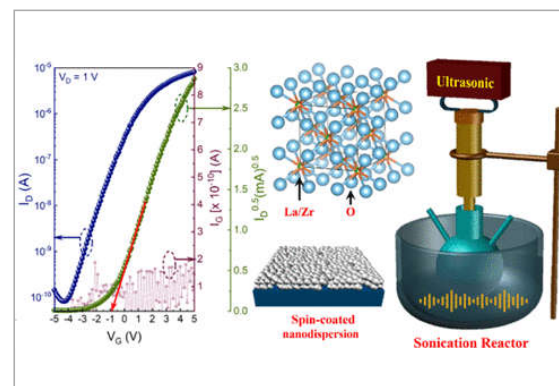 V_D = 1 V
I_D (A)
10^-5
10^-6
10^-7
10^-8
10^-9
10^-10
-5 -4 -3 -2 -1 0 1 2 3 4 5
V_G (V)
9
8
7
6
5
4
3
2
1
I_G [x 10^-10] (A)
3.0
2.5
2.0
1.5
1.0
0.5
0.0
I_D^0.5 (mA)^0.5
La/Zr
O
Spin-coated
nanodispersion
Ultrasonic
Sonication Reactor